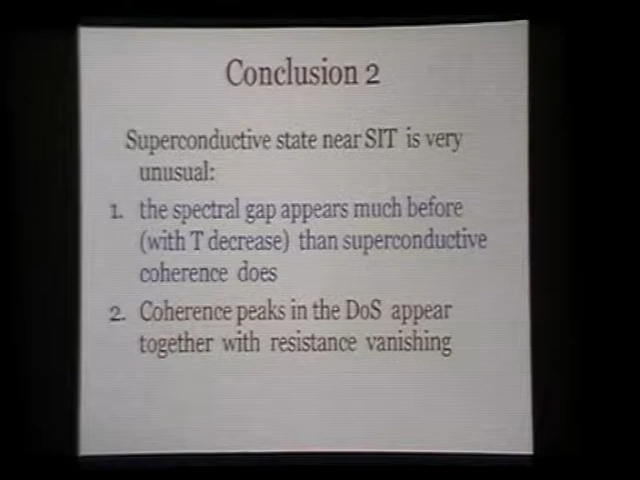 Conclusion 2
Superconductive state near SIT is very
unusual:
1. the spectral gap appears much before
(with T decrease) than superconductive
coherence does
2. Coherence peaks in the DoS appear
together with resistance vanishing